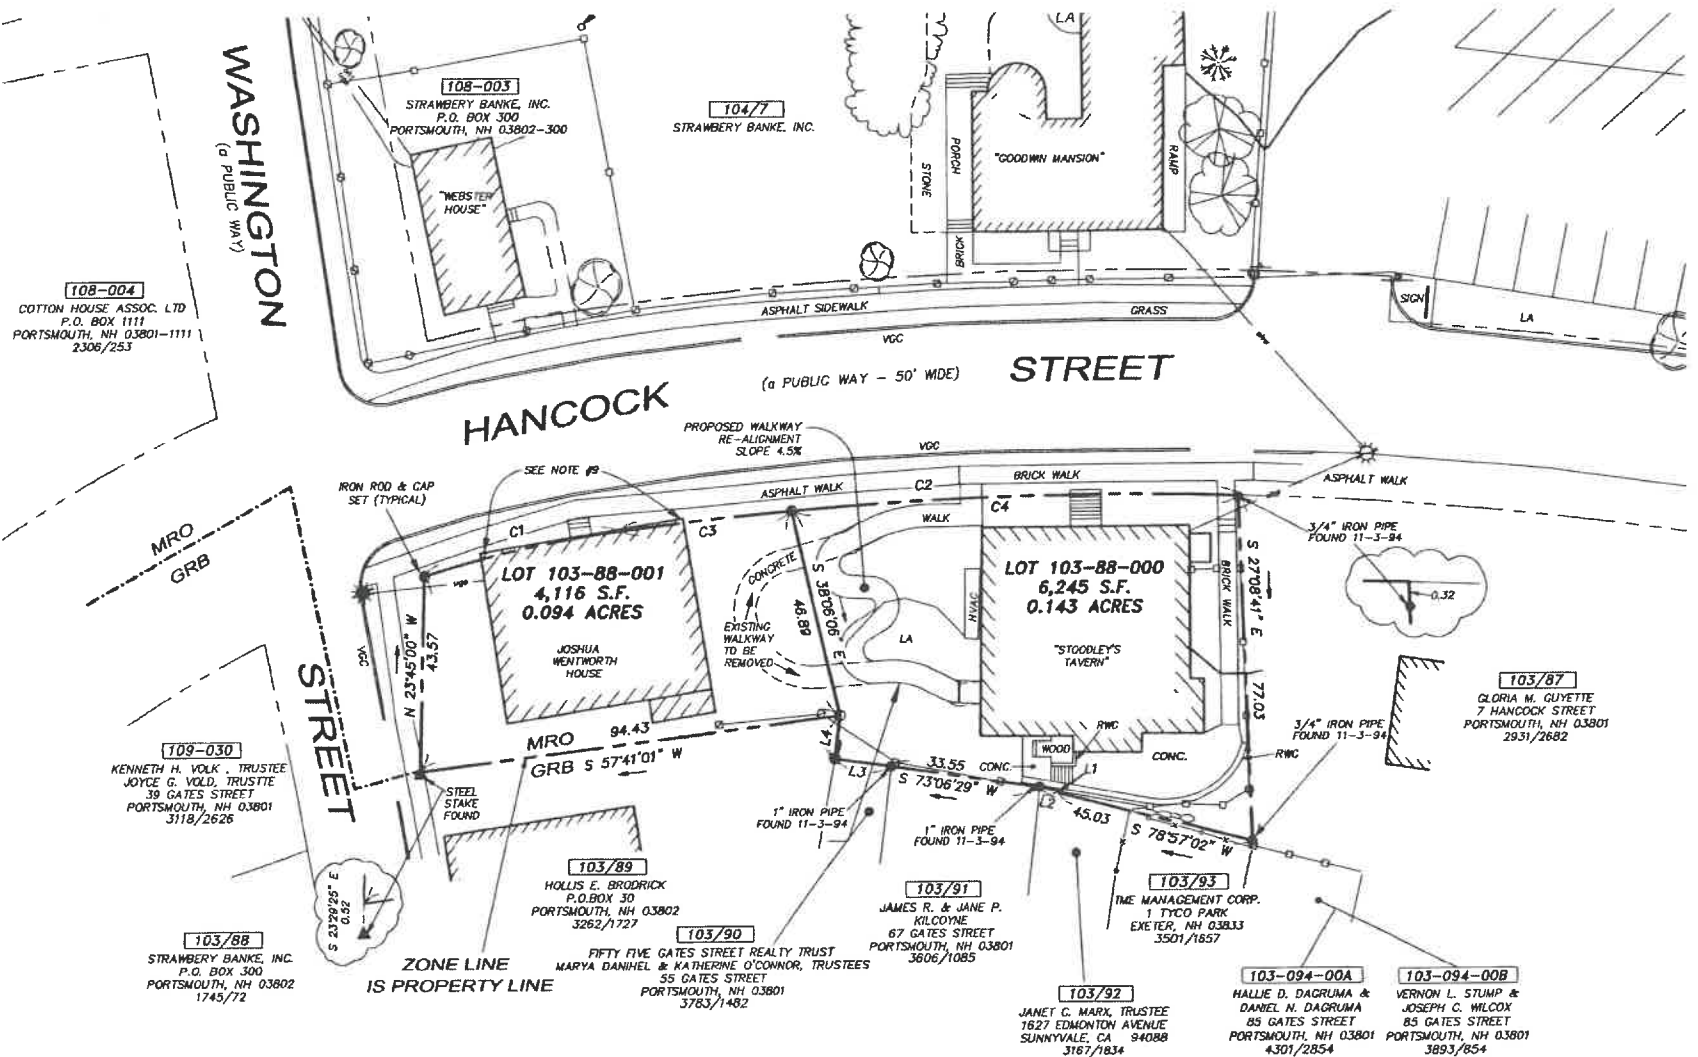 WASHINGTON
(a PUBLIC WAY)
108-003
STRAWBERY BANKE, INC.
P.O. BOX 300
PORTSMOUTH, NH 03802-300
"WEBSTER
HOUSE"
104/7
STRAWBERY BANKE, INC.
LA
STONE
PORCH
BRICK
"GOODWIN MANSION"
RAMP
108-004
COTTON HOUSE ASSOC. LTD
P.O. BOX 1111
PORTSMOUTH, NH 03801-1111
2306/253
ASPHALT SIDEWALK
GRASS
VGC
SIGN
LA
HANCOCK
(a PUBLIC WAY - 50' WIDE)
STREET
PROPOSED WALKWAY
RE-ALIGNMENT
SLOPE 4.5%
VGC
SEE NOTE #9
IRON ROD & CAP
SET (TYPICAL)
ASPHALT WALK
C2
BRICK WALK
ASPHALT WALK
MRO
GRB
C1
C3
WALK
C4
3/4" IRON PIPE
FOUND 11-3-94
VGC
VGC
LOT 103-88-001
4,116 S.F.
0.094 ACRES
JOSHUA
WENTWORTH
HOUSE
CONCRETE
S 38°06'06 E
46.89
EXISTING
WALKWAY
TO BE
REMOVED
LA
HVAC
LOT 103-88-000
6,245 S.F.
0.143 ACRES
"STOODLEY'S
TAVERN"
BRICK WALK
S 27°08'41" E
77.03
0.32
N 23°45'00" W
43.57
STREET
103/87
GLORIA M. GUYETTE
7 HANCOCK STREET
PORTSMOUTH, NH 03801
2931/2682
3/4" IRON PIPE
FOUND 11-3-94
RWC
RWC
WOOD
CONC.
CONC.
MRO
94.43
GRB S 57°41'01" W
L4
L3
33.55
S 73°06'29" W
L1
L2
45.03
S 78°57'02" W
109-030
KENNETH H. VOLK , TRUSTEE
JOYCE G. VOLD, TRUSTTE
39 GATES STREET
PORTSMOUTH, NH 03801
3118/2626
STEEL
STAKE
FOUND
1" IRON PIPE
FOUND 11-3-94
1" IRON PIPE
FOUND 11-3-94
S 23°29'25" E
0.52
103/88
STRAWBERY BANKE, INC.
P.O. BOX 300
PORTSMOUTH, NH 03802
1745/72
ZONE LINE
IS PROPERTY LINE
103/89
HOLLIS E. BRODRICK
P.O.BOX 30
PORTSMOUTH, NH 03802
3262/1727
103/90
FIFTY FIVE GATES STREET REALTY TRUST
MARYA DANIHEL & KATHERINE O'CONNOR, TRUSTEES
55 GATES STREET
PORTSMOUTH, NH 03801
3783/1482
103/91
JAMES R. & JANE P.
KILCOYNE
67 GATES STREET
PORTSMOUTH, NH 03801
3606/1085
103/92
JANET C. MARX, TRUSTEE
1627 EDMONTON AVENUE
SUNNYVALE, CA 94088
3167/1834
103/93
TME MANAGEMENT CORP.
1 TYCO PARK
EXETER, NH 03833
3501/1657
103-094-00A
HALLIE D. DAGRUMA &
DANIEL N. DAGRUMA
85 GATES STREET
PORTSMOUTH, NH 03801
4301/2854
103-094-00B
VERNON L. STUMP &
JOSEPH C. WILCOX
85 GATES STREET
PORTSMOUTH, NH 03801
3893/854